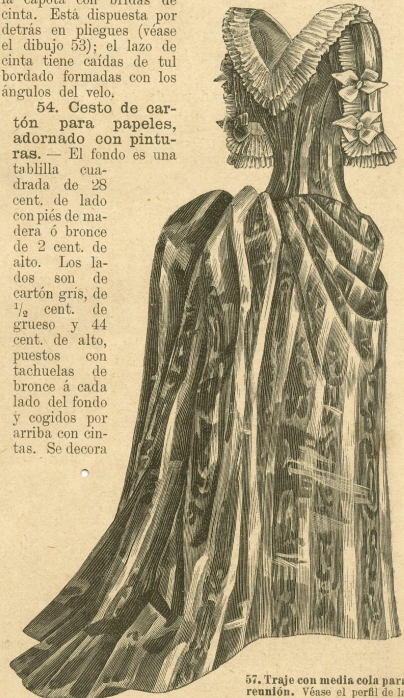 la capota con bridas de
cinta. Está dispuesta por
detrás en pliegues (véase
el dibujo 53); el lazo de
cinta tiene caídas de tul
bordado formadas con los
ángulos del velo.
54. Cesto de car-
tón para papeles,
adornado con pintu-
ras. — El fondo es una
tablilla cua-
drada de 28
cent. de lado
con piés de ma-
dera ó bronce
de 2 cent. de
alto. Los la-
dos son de
cartón gris, de
½ cent. de
grueso y 44
cent. de alto,
puestos con
tachuelas de
bronce á cada
lado del fondo
y cogidos por
arriba con cin-
tas. Se decora
57. Traje con media cola para
reunión. Véase el perfil de la